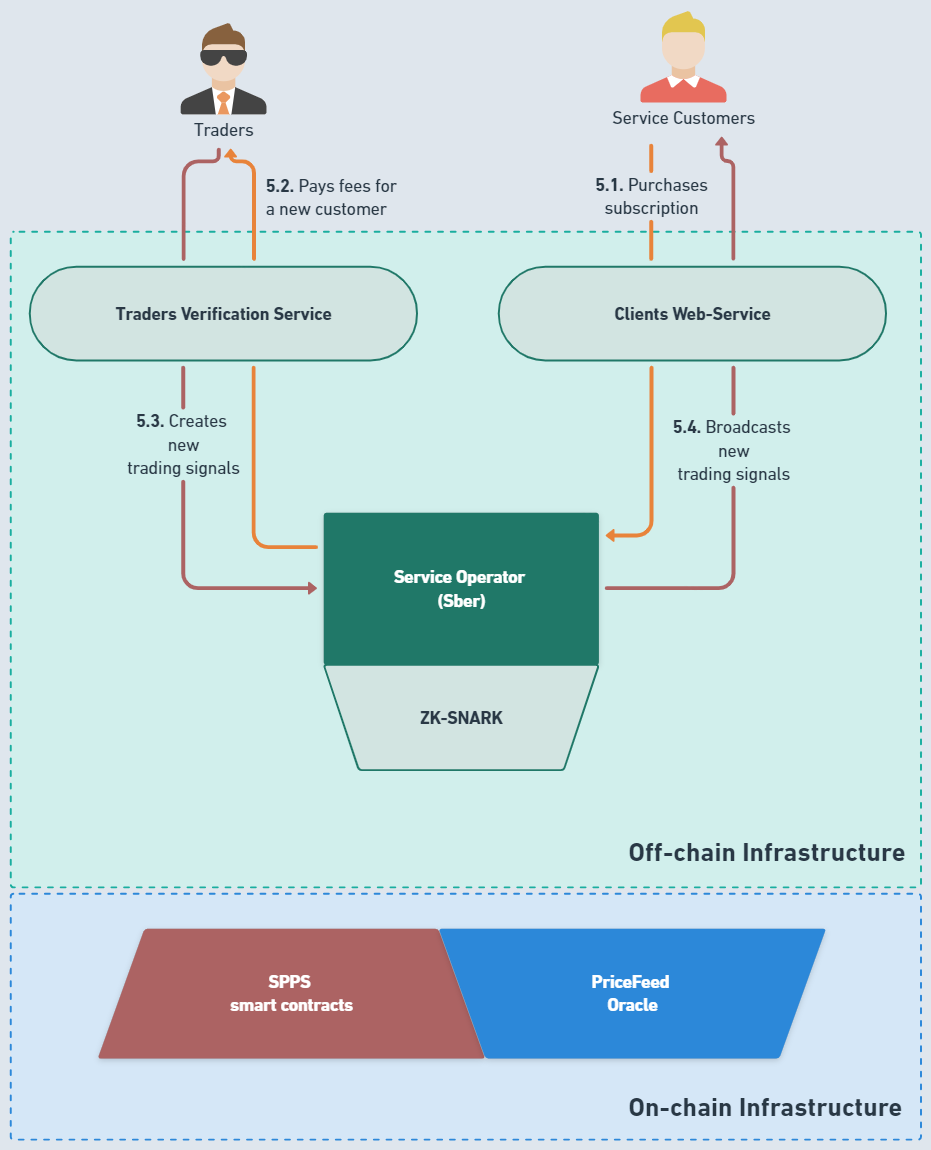 Traders
Service Customers
5.2. Pays fees for
a new customer
5.1. Purchases
subscription
Traders Verification Service
Clients Web-Service
5.3. Creates
new
trading signals
5.4. Broadcasts
new
trading signals
Service Operator
(Sber)
ZK-SNARK
Off-chain Infrastructure
SPPS
smart contracts
PriceFeed
Oracle
On-chain Infrastructure